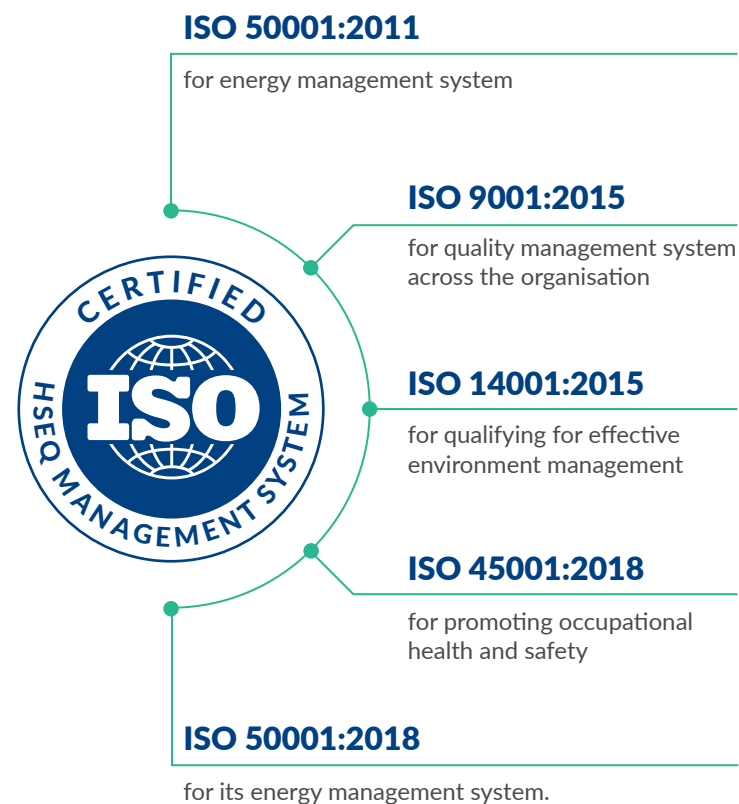 ISO 50001:2011
for energy management system
ISO 9001:2015
for quality management system
across the organisation
CERTIFIED
ISO
HSEQ MANAGEMENT SYSTEM
ISO 14001:2015
for qualifying for effective
environment management
ISO 45001:2018
for promoting occupational
health and safety
ISO 50001:2018
for its energy management system.